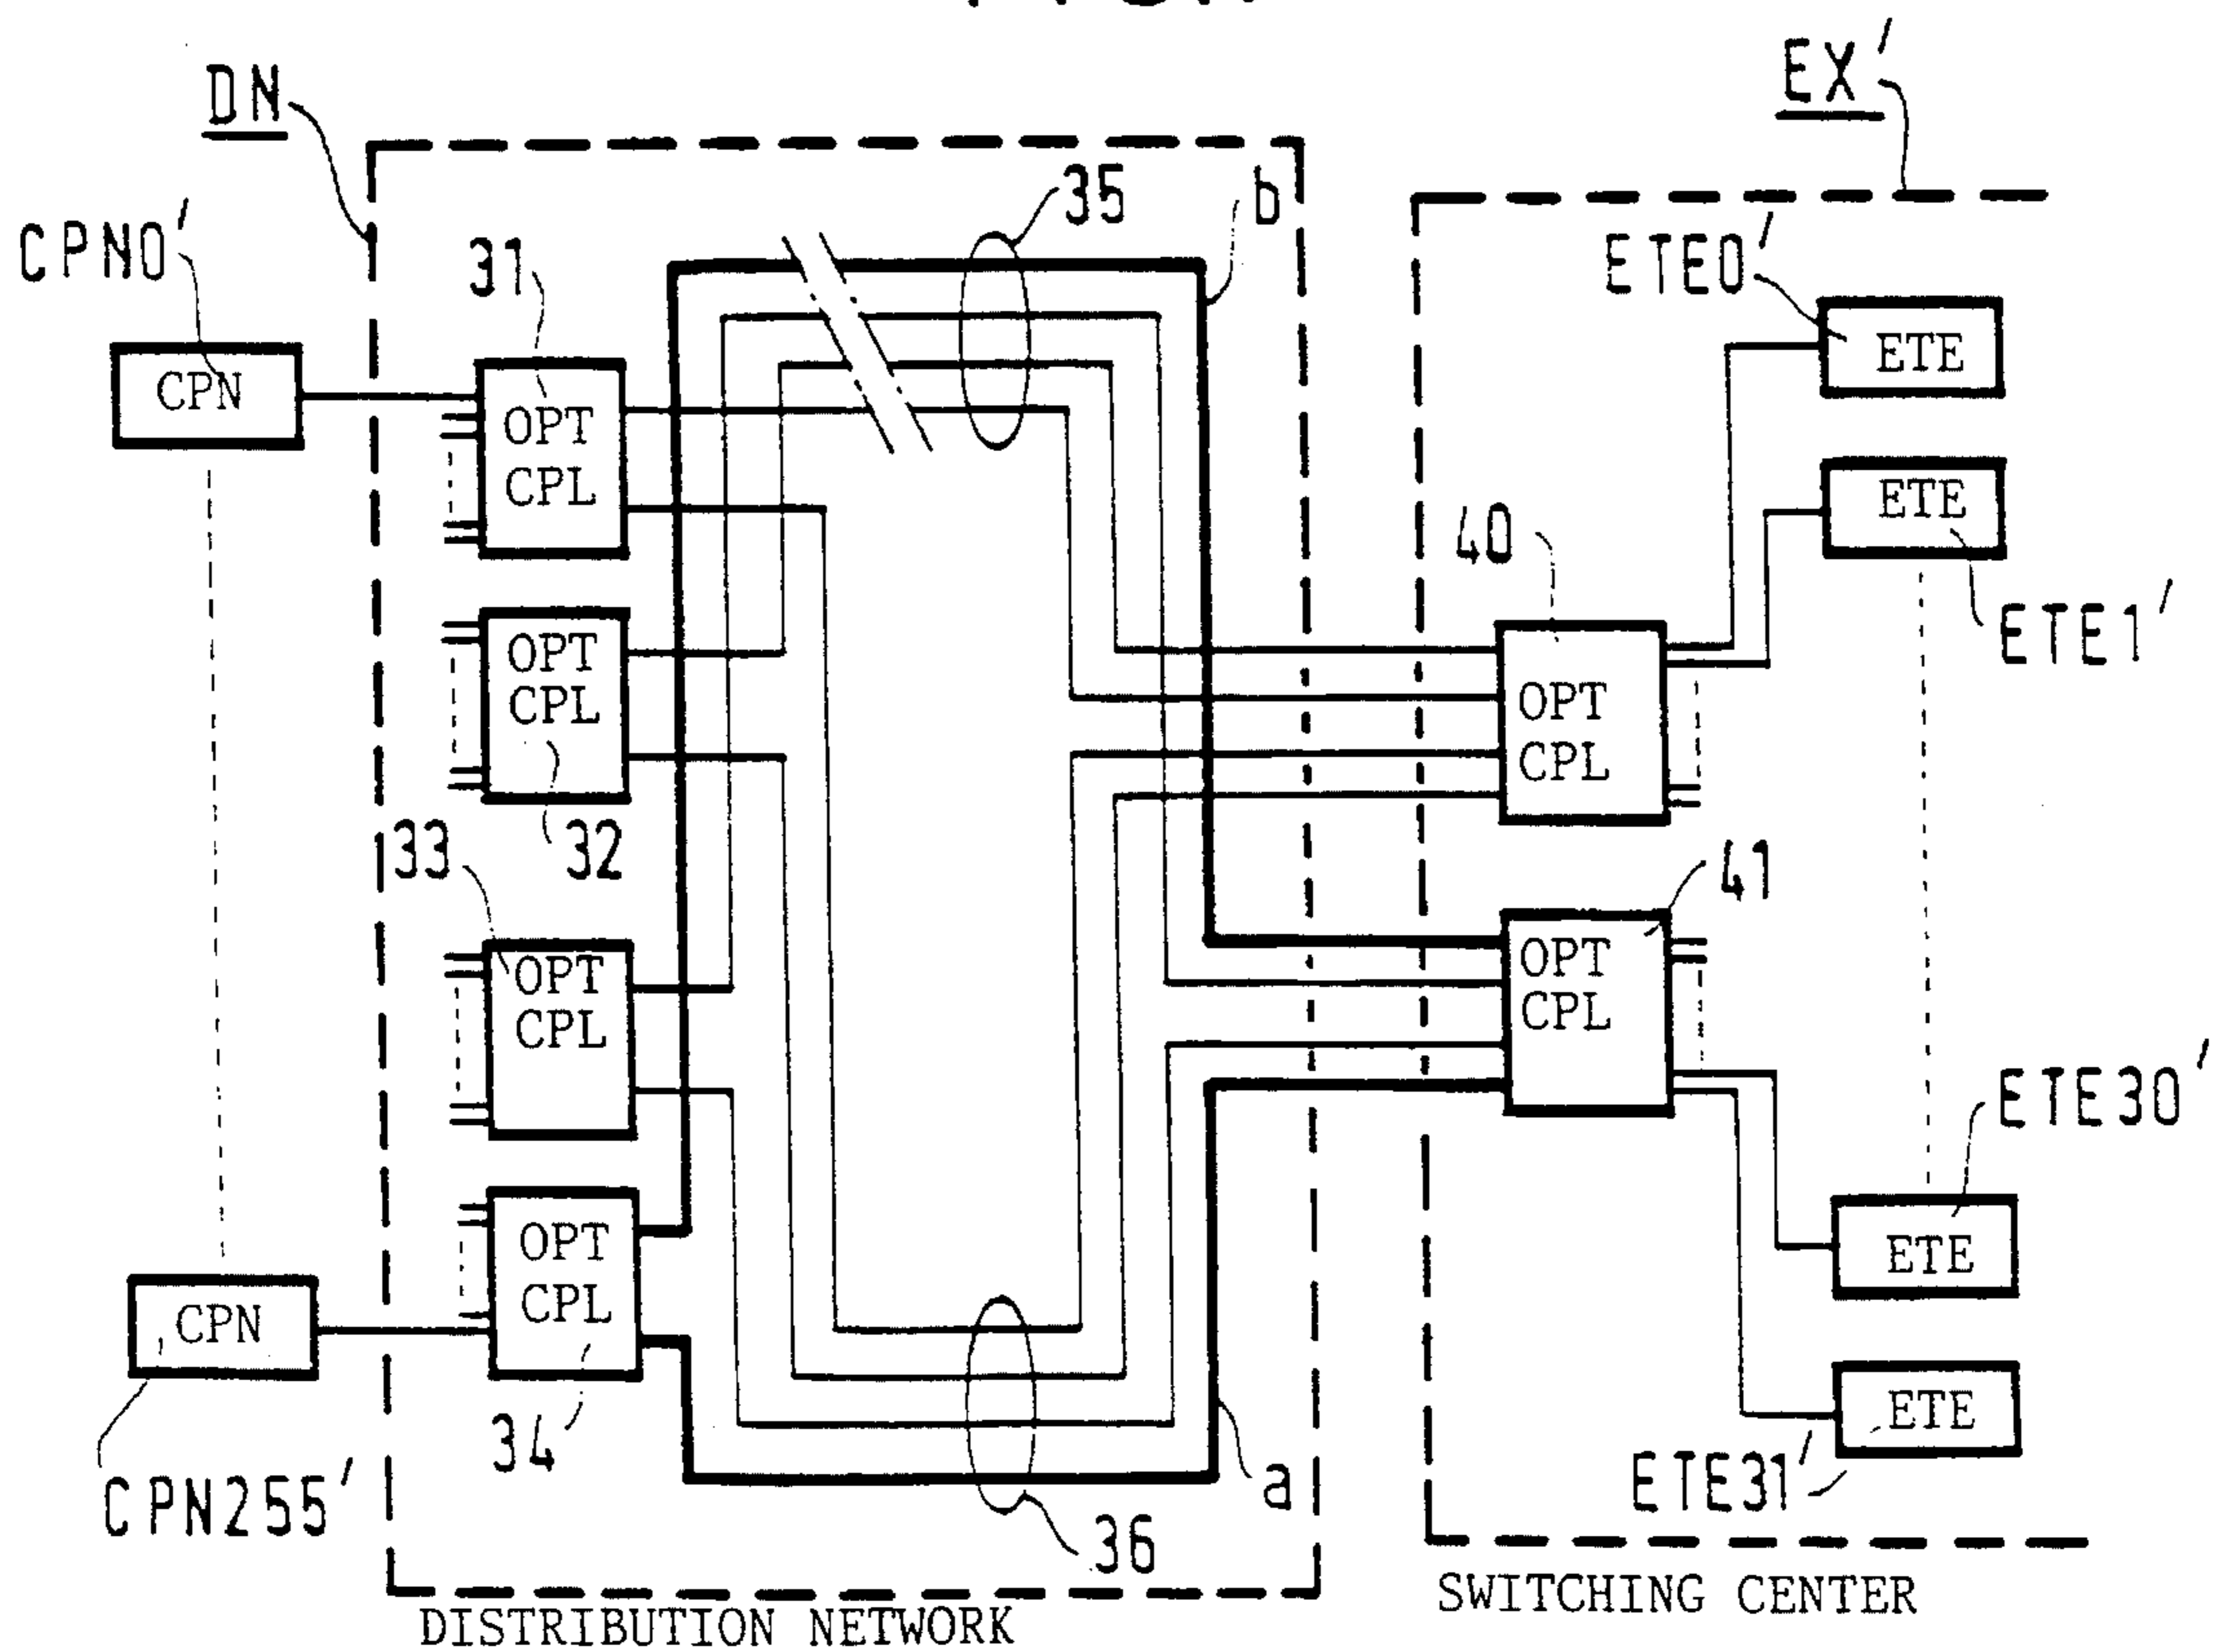 DN
EX'
35
b
CPN0'
31
ETE0'
CPN
OPT
CPL
ETE
ETE
40
ETE1'
OPT
CPL
OPT
CPL
32
33
41
OPT
CPL
OPT
CPL
ETE30'
OPT
CPL
ETE
CPN
34
ETE
a
ETE31'
CPN255'
36
SWITCHING CENTER
DISTRIBUTION NETWORK